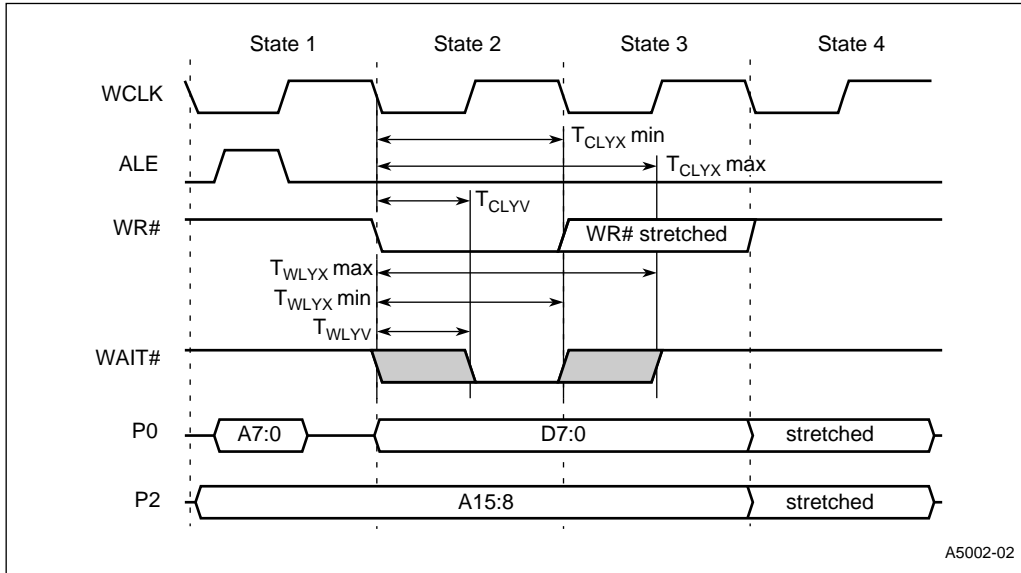 State 1 State 2 State 3 State 4
WCLK
T_CLYX min
ALE
T_CLYX max
T_CLYV
WR#
WR# stretched
T_WLYX max
T_WLYX min
T_WLYV
WAIT#
P0 A7:0 D7:0 stretched
P2 A15:8 stretched
A5002-02